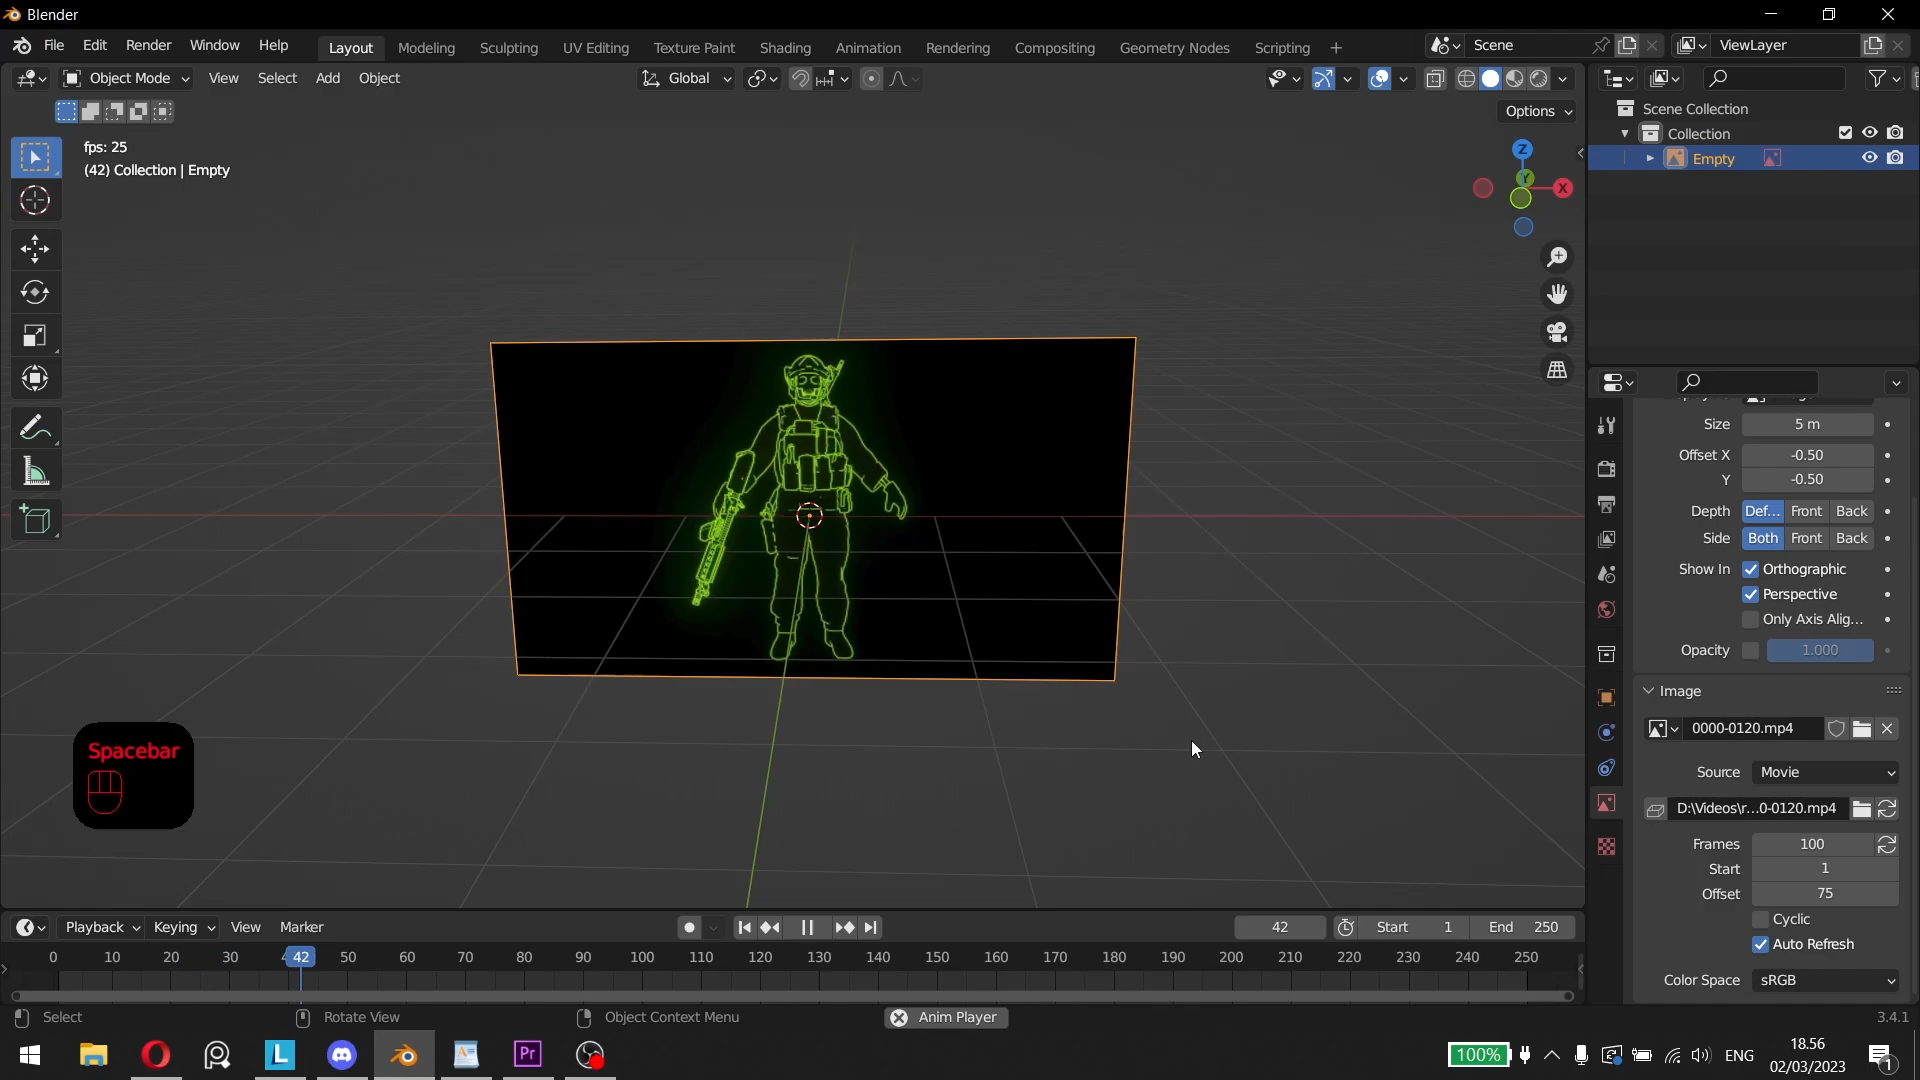 Blender
File Edit Render Window Help Layout Modeling Sculpting UV Editing Texture Paint Shading Animation Rendering Compositing Geometry Nodes Scripting + Scene ViewLayer
Object Mode View Select Add Object Global
Options
Scene Collection
Collection
Empty
fps: 25
(42) Collection | Empty
Z
Y
X
Size 5 m
Offset X -0.50
Y -0.50
Depth Def... Front Back
Side Both Front Back
Show In Orthographic
Perspective
Only Axis Alig...
Opacity 1.000
Image
0000-0120.mp4
Source Movie
D:\Videos\r...0-0120.mp4
Frames 100
Start 1
Offset 75
Cyclic
Auto Refresh
Color Space sRGB
Spacebar
Playback Keying View Marker 42 Start 1 End 250
0 10 20 30 42 50 60 70 80 90 100 110 120 130 140 150 160 170 180 190 200 210 220 230 240 250
Select Rotate View Object Context Menu Anim Player 3.4.1
L Pr 100% ENG 18.56
02/03/2023
1